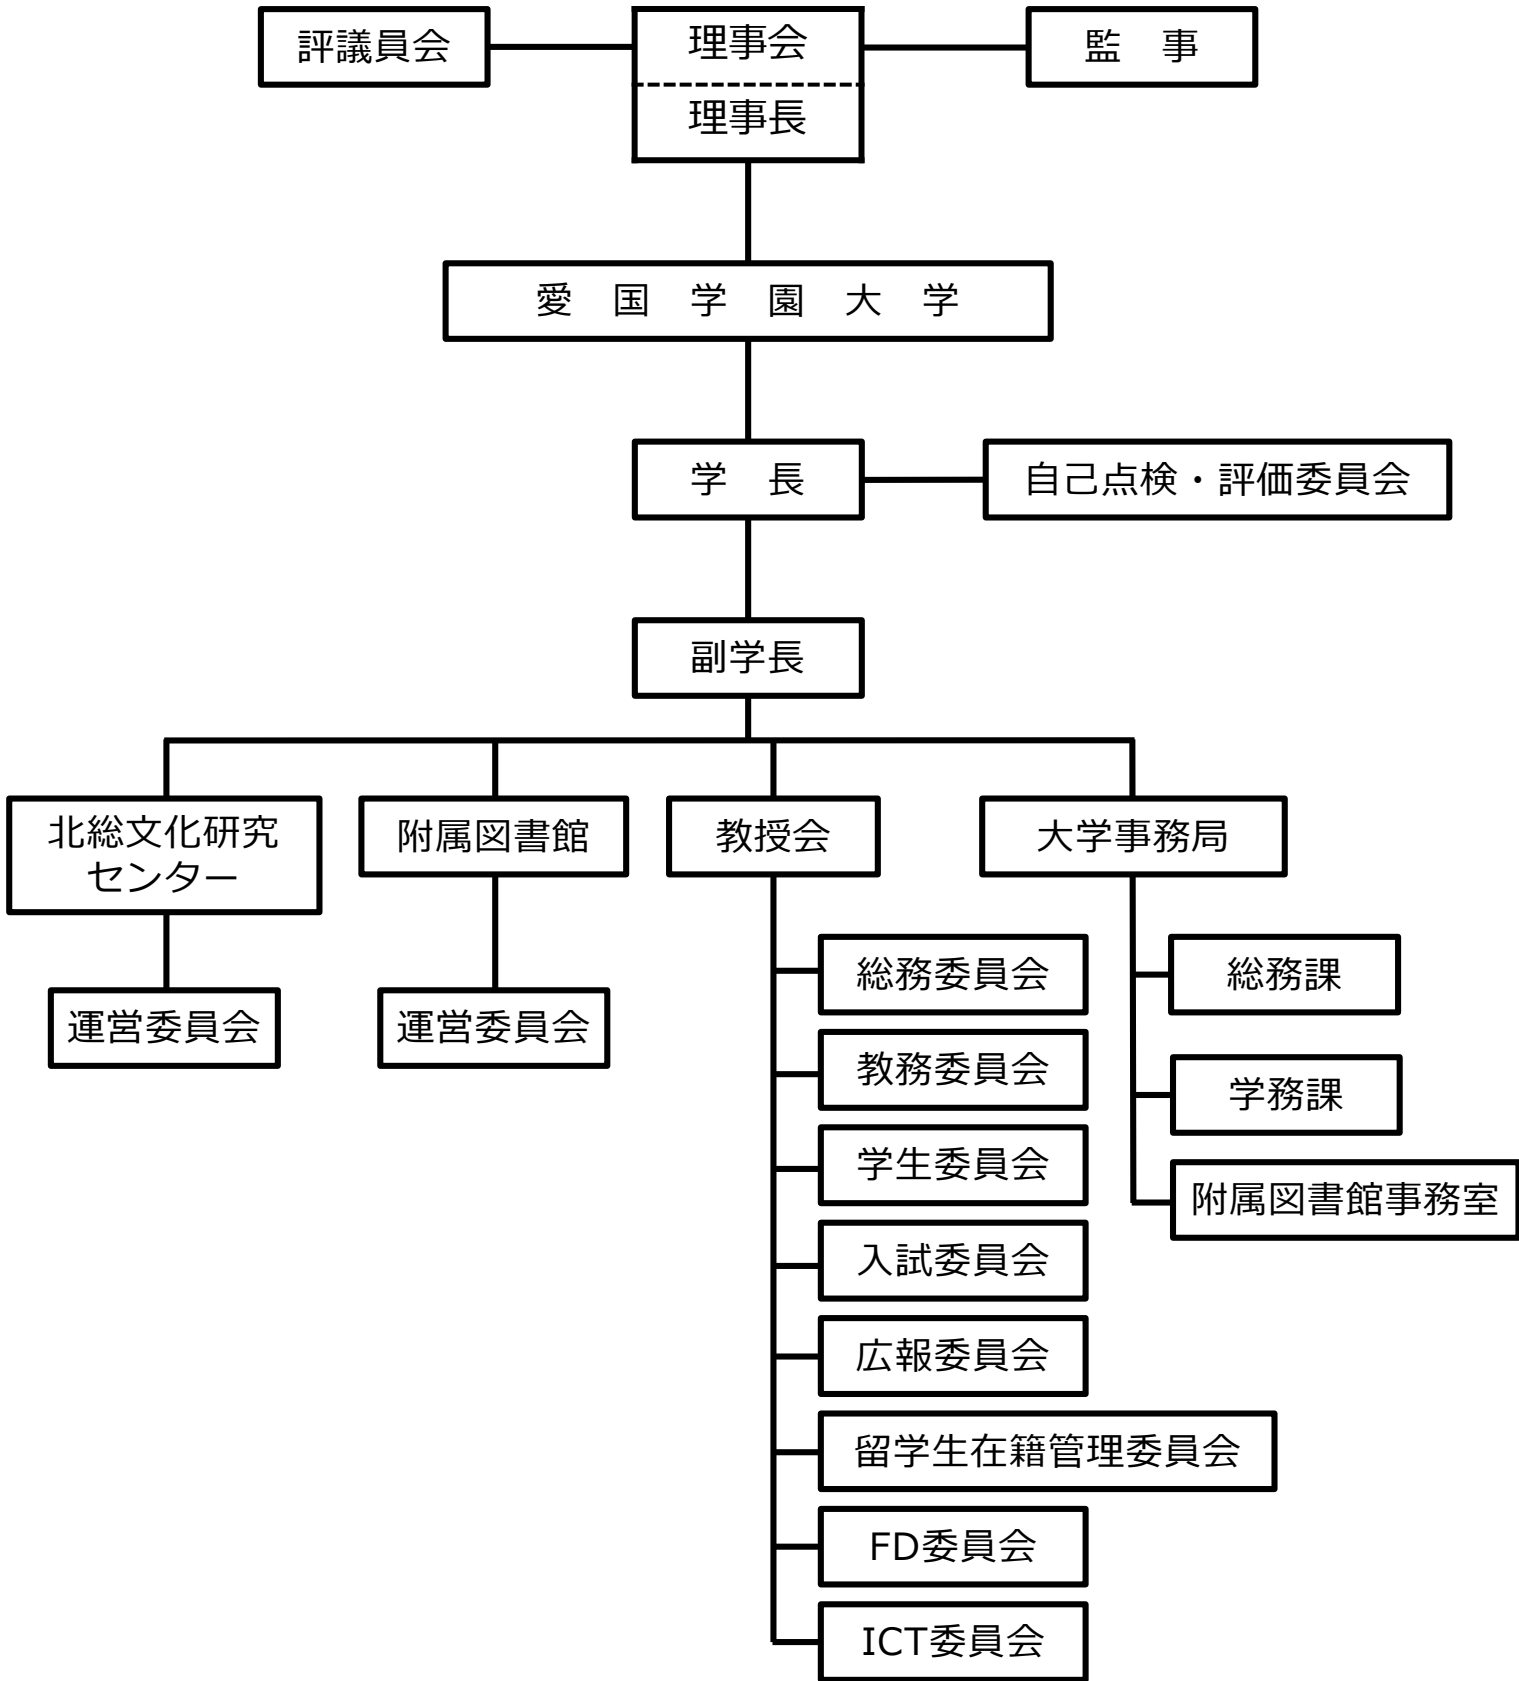 評議員会
理事会
監　事
理事長
愛　国　学　園　大　学
学　長
自己点検・評価委員会
副学長
北総文化研究
センター
附属図書館
教授会
大学事務局
運営委員会
運営委員会
総務委員会
教務委員会
学生委員会
入試委員会
広報委員会
留学生在籍管理委員会
FD委員会
ICT委員会
総務課
学務課
附属図書館事務室